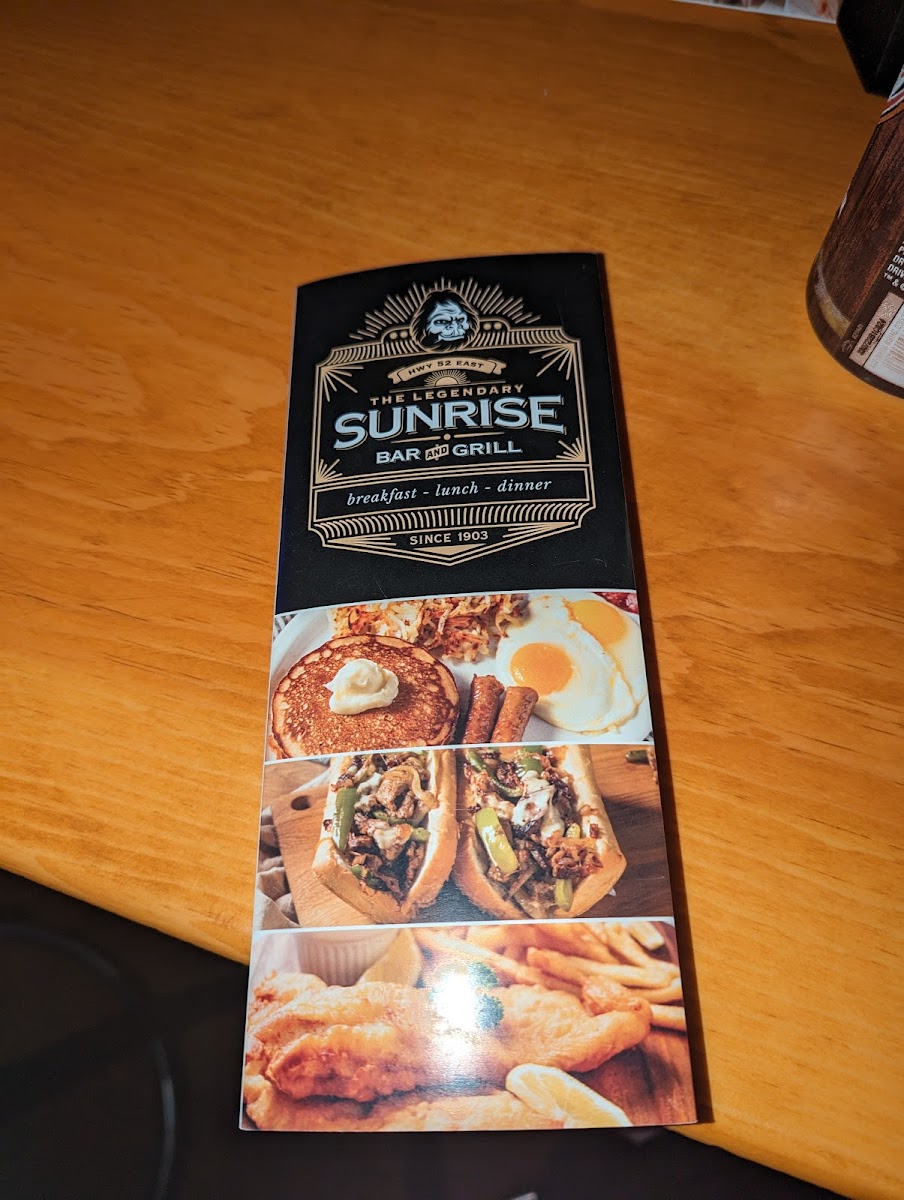 HWY 52 EAST
THE LEGENDARY
SUNRISE
BAR AND GRILL
breakfast - lunch - dinner
SINCE 1903